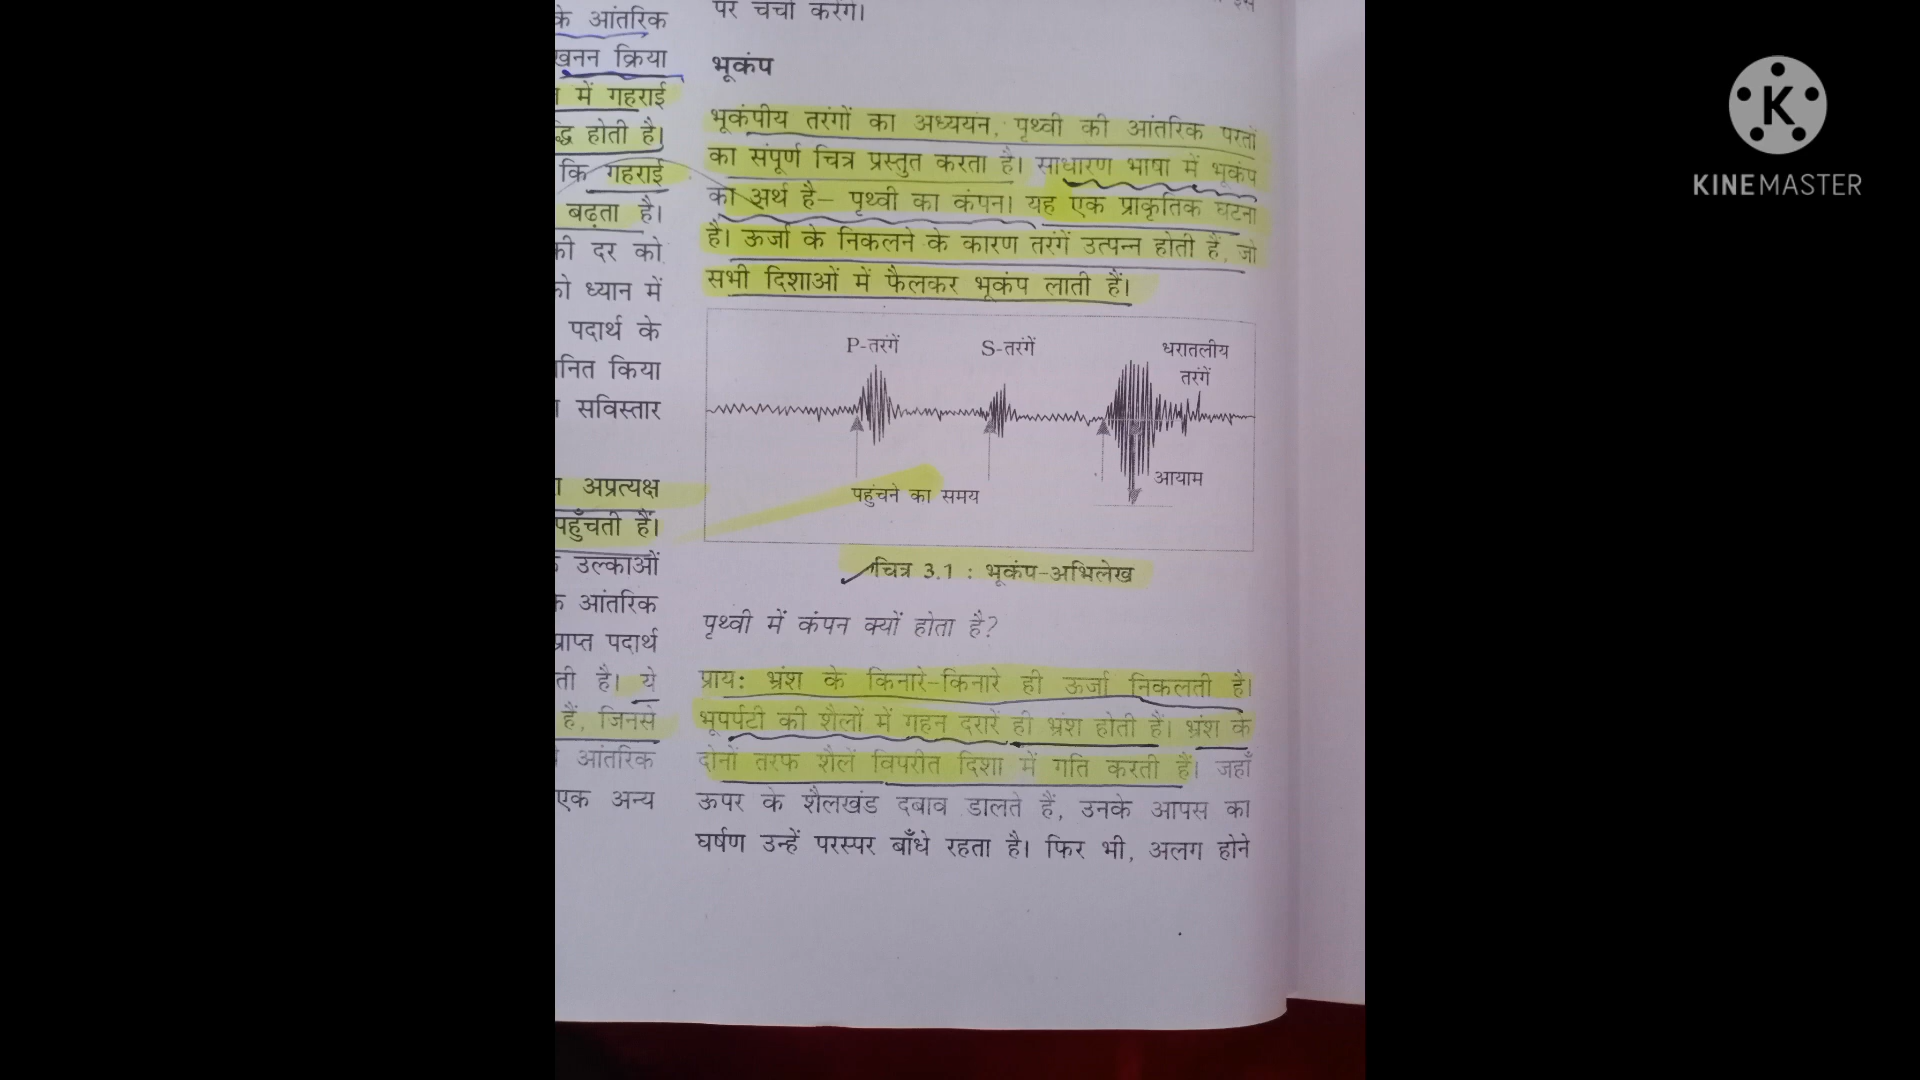 के आंतरिक
खनन क्रिया
में गहराई
होती है।
कि गहराई
बढ़ता है।
की दर को
को ध्यान में
पदार्थ के
किया
सविस्तार
अप्रत्यक्ष
पहुँचती हैं।
उल्काओं
आंतरिक
प्राप्त पदार्थ
है। ये
हैं, जिनसे
आंतरिक
एक अन्य
पर चर्चा करेंगे।
भूकंप
भूकंपीय तरंगों का अध्ययन, पृथ्वी की आंतरिक परतों
का संपूर्ण चित्र प्रस्तुत करता है। साधारण भाषा में भूकंप
का अर्थ है– पृथ्वी का कंपन। यह एक प्राकृतिक घटना
है। ऊर्जा के निकलने के कारण तरंगें उत्पन्न होती हैं, जो
सभी दिशाओं में फैलकर भूकंप लाती हैं।
P-तरंगें
S-तरंगें
धरातलीय
तरंगें
आयाम
पहुंचने का समय
चित्र 3.1 : भूकंप-अभिलेख
पृथ्वी में कंपन क्यों होता है?
प्राय: भ्रंश के किनारे-किनारे ही ऊर्जा निकलती है।
भूपर्पटी की शैलों में गहन दरारें ही भ्रंश होती हैं। भ्रंश के
दोनों तरफ शैलें विपरीत दिशा में गति करती हैं। जहाँ
ऊपर के शैलखंड दबाव डालते हैं, उनके आपस का
घर्षण उन्हें परस्पर बाँधे रहता है। फिर भी, अलग होने
K
KINEMASTER